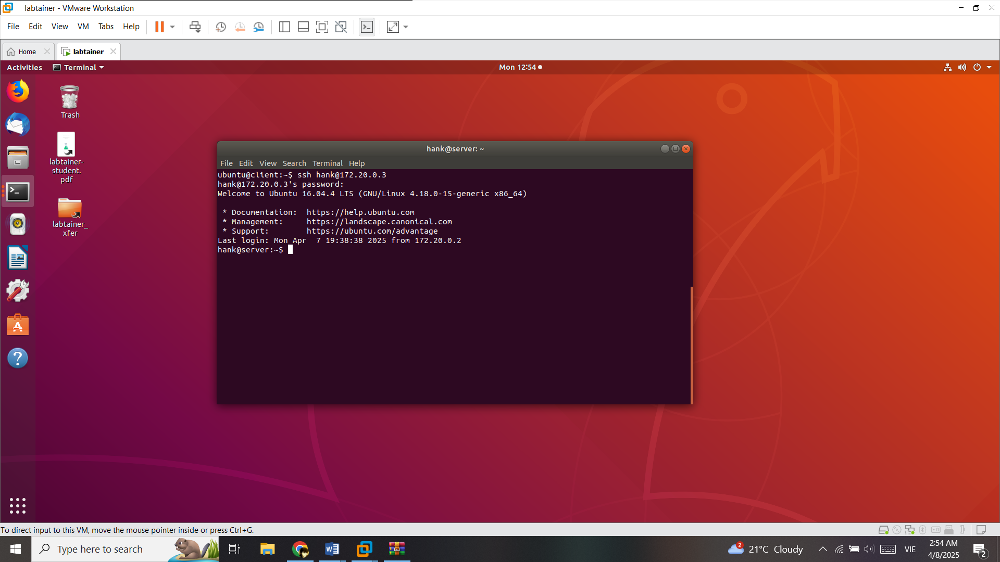 labtainer - VMware Workstation
File Edit View VM Tabs Help
Home
labtainer
Activities Terminal Mon 12:54
Trash
labtainer-
student.
pdf
labtainer_
xfer
hank@server: ~
File Edit View Search Terminal Help
ubuntu@client:~$ ssh hank@172.20.0.3
hank@172.20.0.3's password:
Welcome to Ubuntu 16.04.4 LTS (GNU/Linux 4.18.0-15-generic x86_64)
 * Documentation:  https://help.ubuntu.com
 * Management:     https://landscape.canonical.com
 * Support:        https://ubuntu.com/advantage
Last login: Mon Apr  7 19:38:38 2025 from 172.20.0.2
hank@server:~$
To direct input to this VM, move the mouse pointer inside or press Ctrl+G.
Type here to search
2
21°C Cloudy
VIE
2:54 AM
4/8/2025
2